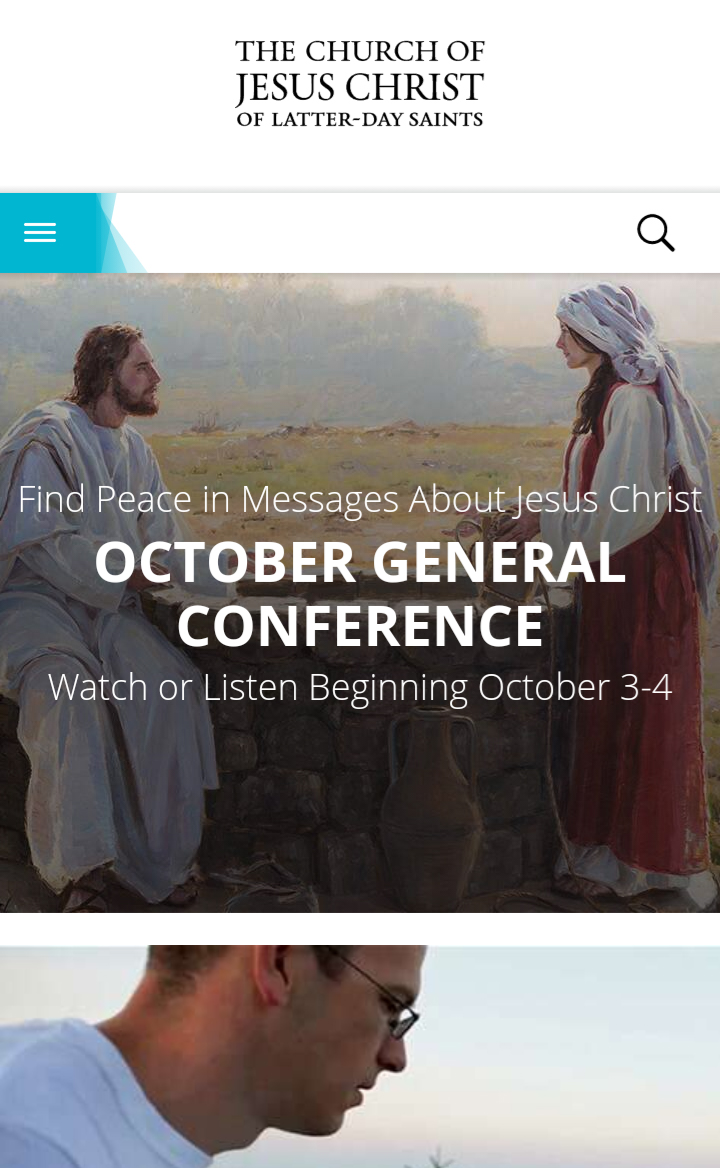 THE CHURCH OF
JESUS CHRIST
OF LATTER-DAY SAINTS
Find Peace in Messages About Jesus Christ
OCTOBER GENERAL
CONFERENCE
Watch or Listen Beginning October 3-4